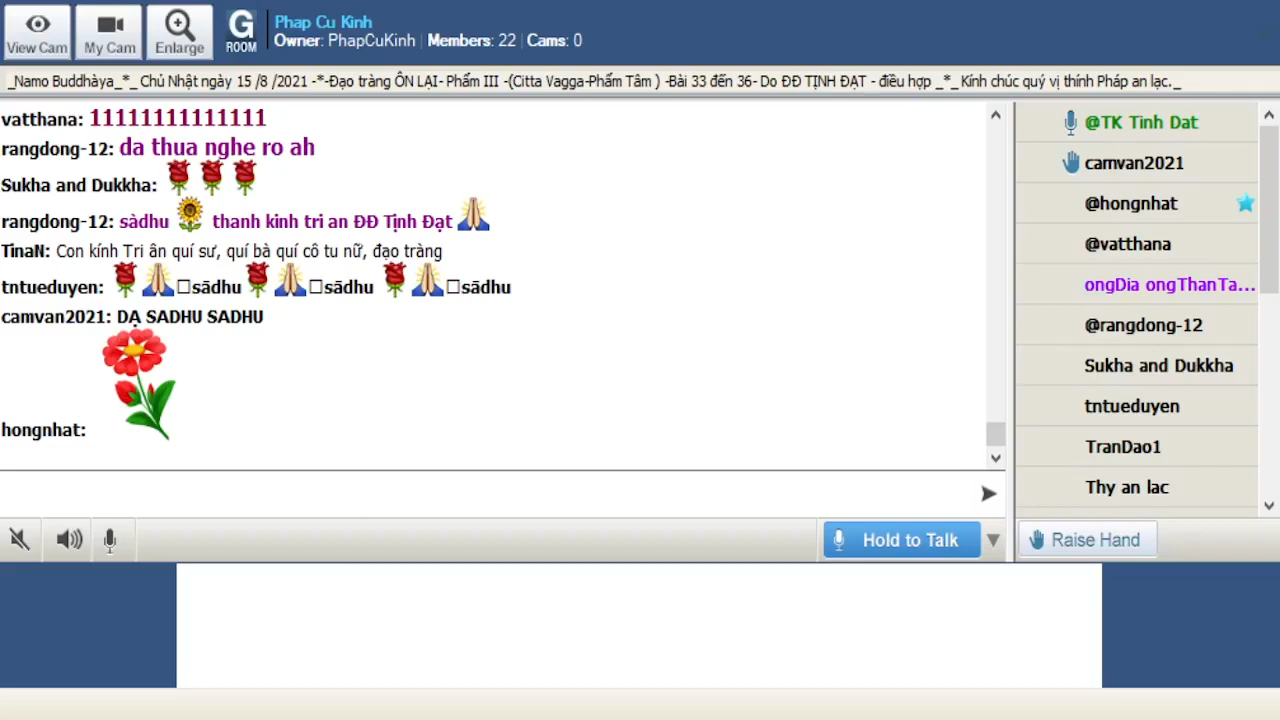 View Cam
My Cam
Enlarge
G
ROOM
Phap Cu Kinh
Owner: PhapCuKinh | Members: 22 | Cams: 0
_Namo Buddhàya_*_ Chủ Nhật ngày 15 /8 /2021 -*-Đạo tràng ÔN LẠI- Phẩm III -(Citta Vagga-Phẩm Tâm ) -Bài 33 đến 36- Do ĐĐ TỊNH ĐẠT - điều hợp _*_ Kính chúc quý vị thính Pháp an lạc._
vatthana: 11111111111111
rangdong-12: da thua nghe ro ah
Sukha and Dukkha:
rangdong-12: sàdhu thanh kinh tri an ĐĐ Tịnh Đạt
TinaN: Con kính Tri ân quí sư, quí bà quí cô tu nữ, đạo tràng
tntueduyen: sādhu sādhu sādhu
camvan2021: DẠ SADHU SADHU
hongnhat:
@TK Tinh Dat
camvan2021
@hongnhat
@vatthana
ongDia ongThanTa...
@rangdong-12
Sukha and Dukkha
tntueduyen
TranDao1
Thy an lac
Hold to Talk
Raise Hand